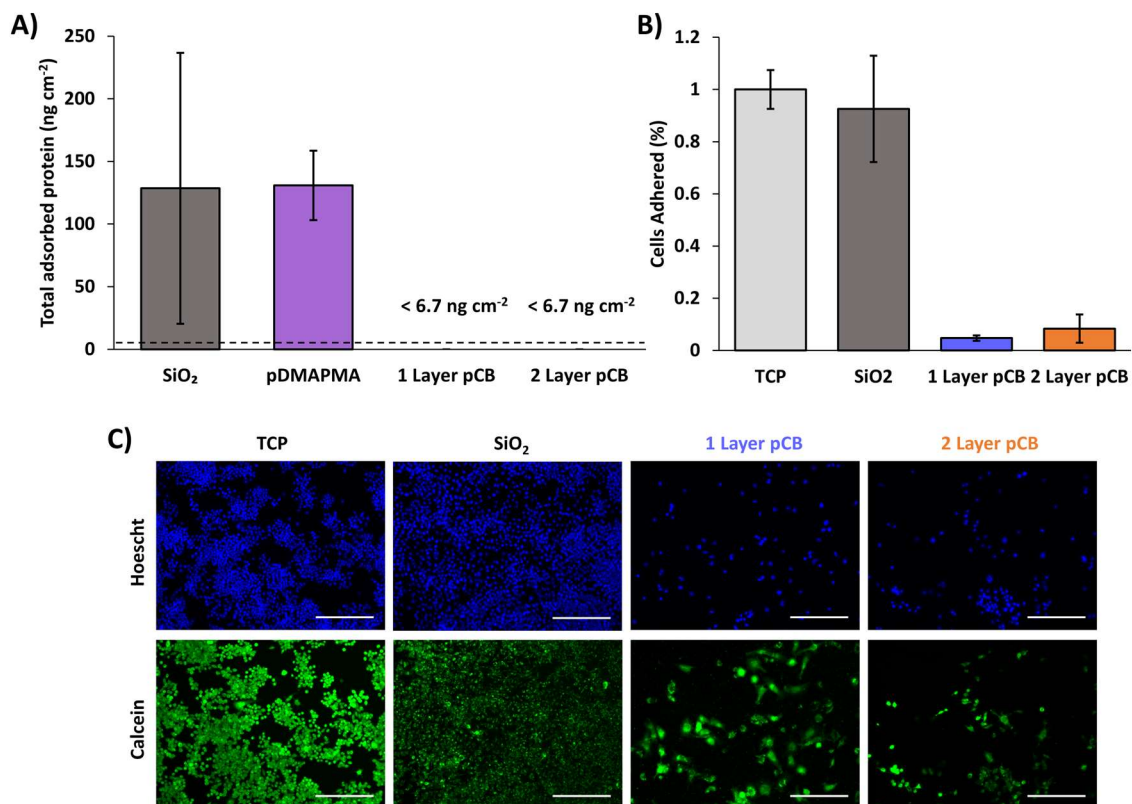 A)
Total adsorbed protein (ng cm⁻²)
250
200
150
100
50
0
< 6.7 ng cm⁻²
< 6.7 ng cm⁻²
SiO₂
pDMAPMA
1 Layer pCB
2 Layer pCB
B)
Cells Adhered (%)
1.2
1
0.8
0.6
0.4
0.2
0
TCP
SiO2
1 Layer pCB
2 Layer pCB
C)
TCP
SiO₂
1 Layer pCB
2 Layer pCB
Hoescht
Calcein